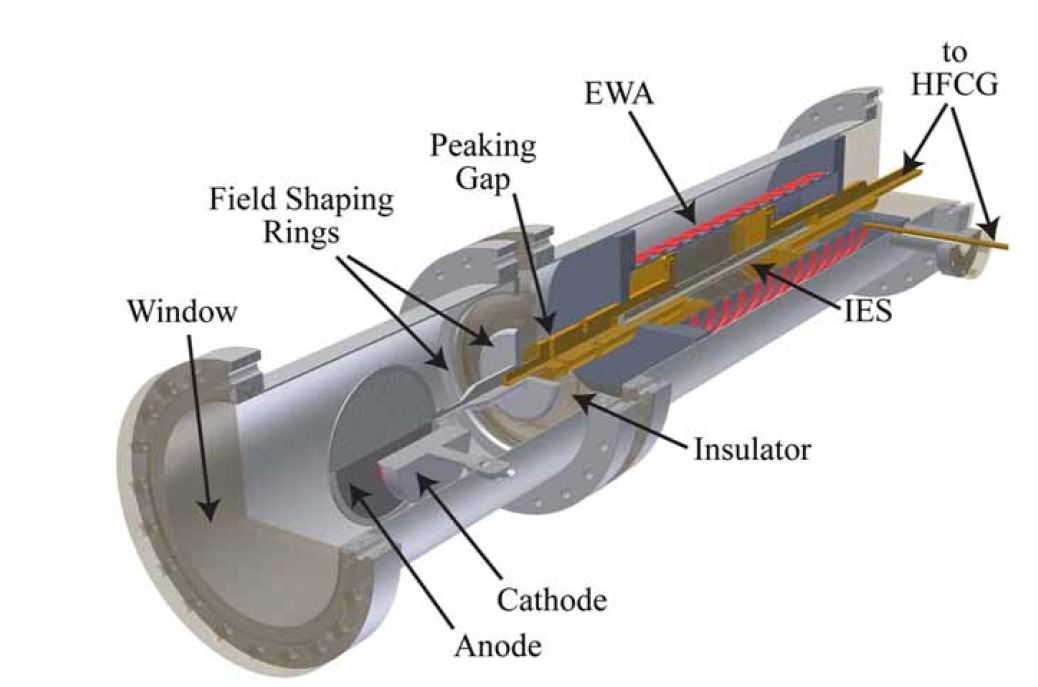 to
HFCG
EWA
Peaking
Gap
Field Shaping
Rings
Window
IES
Insulator
Cathode
Anode